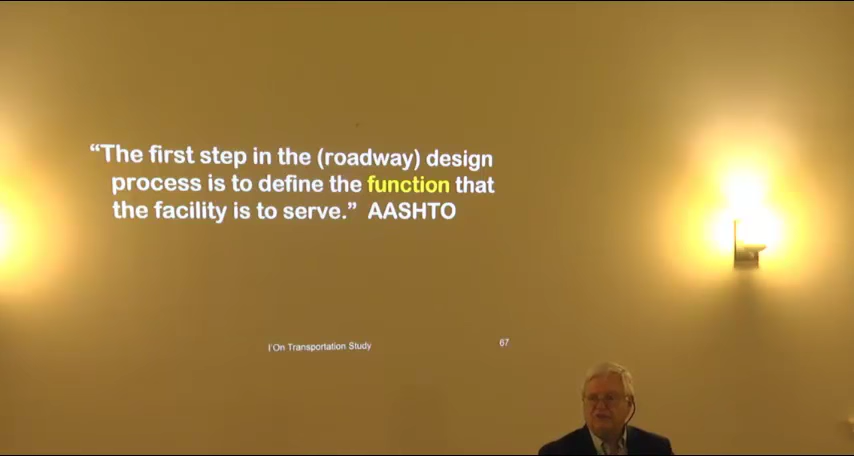 “The first step in the (roadway) design
process is to define the function that
the facility is to serve.” AASHTO
I’On Transportation Study
67